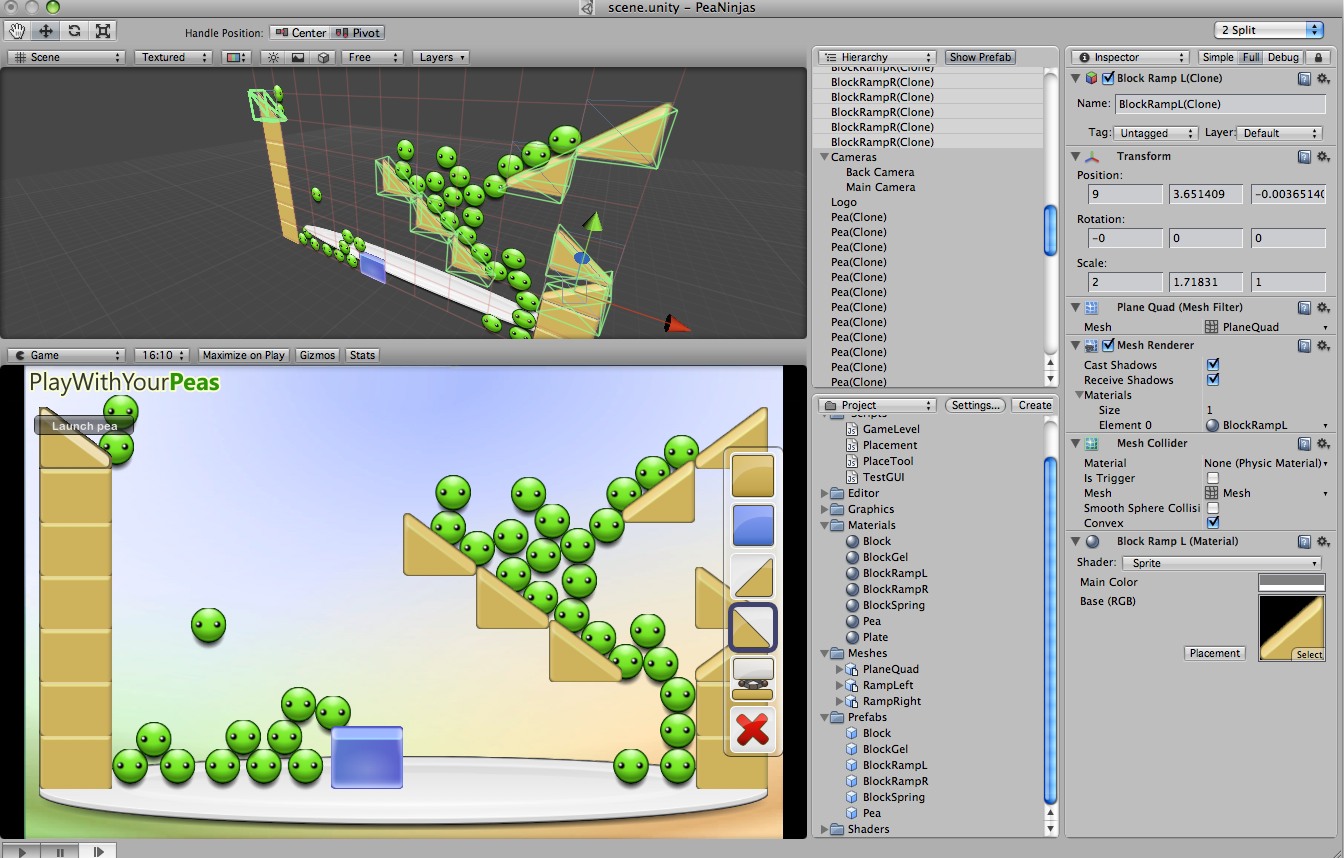 scene.unity – PeaNinjas
Handle Position: Center Pivot
2 Split
Scene Textured Free Layers
Hierarchy Show Prefab
BlockRampR(Clone)
BlockRampR(Clone)
BlockRampR(Clone)
BlockRampR(Clone)
BlockRampR(Clone)
BlockRampR(Clone)
Cameras
Back Camera
Main Camera
Logo
Pea(Clone)
Pea(Clone)
Pea(Clone)
Pea(Clone)
Pea(Clone)
Pea(Clone)
Pea(Clone)
Pea(Clone)
Pea(Clone)
Pea(Clone)
Pea(Clone)
Pea(Clone)
Inspector Simple Full Debug
Block Ramp L(Clone)
Name: BlockRampL(Clone)
Tag: Untagged Layer: Default
Transform
Position:
9 3.651409 -0.0036514
Rotation:
-0 0 0
Scale:
2 1.71831 1
Plane Quad (Mesh Filter)
Mesh PlaneQuad
Mesh Renderer
Cast Shadows
Receive Shadows
Materials
Size 1
Element 0 BlockRampL
Mesh Collider
Material None (Physic Material)
Is Trigger
Mesh Mesh
Smooth Sphere Collisi
Convex
Block Ramp L (Material)
Shader: Sprite
Main Color
Base (RGB)
Select
Placement
Game 16:10 Maximize on Play Gizmos Stats
PlayWithYourPeas
Launch pea
Project Settings... Create
Scripts
GameLevel
Placement
PlaceTool
TestGUI
Editor
Graphics
Materials
Block
BlockGel
BlockRampL
BlockRampR
BlockSpring
Pea
Plate
Meshes
PlaneQuad
RampLeft
RampRight
Prefabs
Block
BlockGel
BlockRampL
BlockRampR
BlockSpring
Pea
Shaders